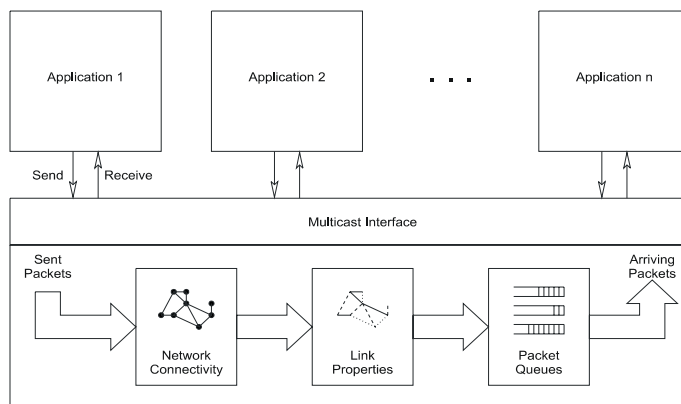 Application 1
Application 2
. . .
Application n
Send
Receive
Multicast Interface
Sent
Packets
Arriving
Packets
Network
Connectivity
Link
Properties
Packet
Queues